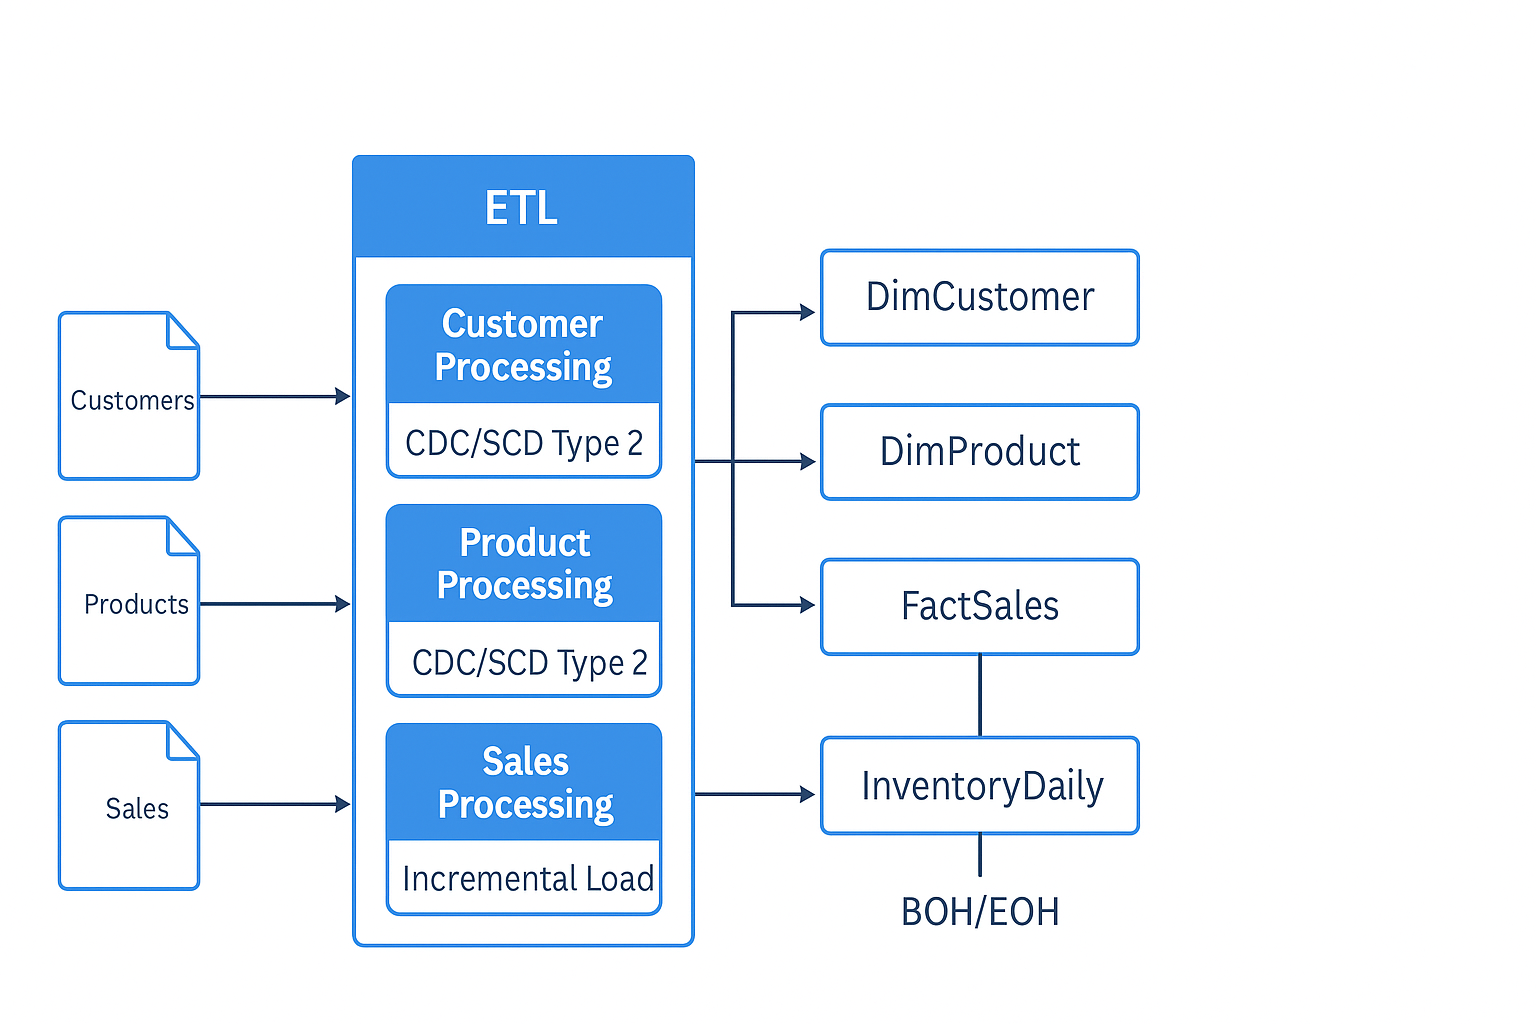 ETL
Customers
Products
Sales
Customer
Processing
CDC/SCD Type 2
Product
Processing
CDC/SCD Type 2
Sales
Processing
Incremental Load
DimCustomer
DimProduct
FactSales
InventoryDaily
BOH/EOH